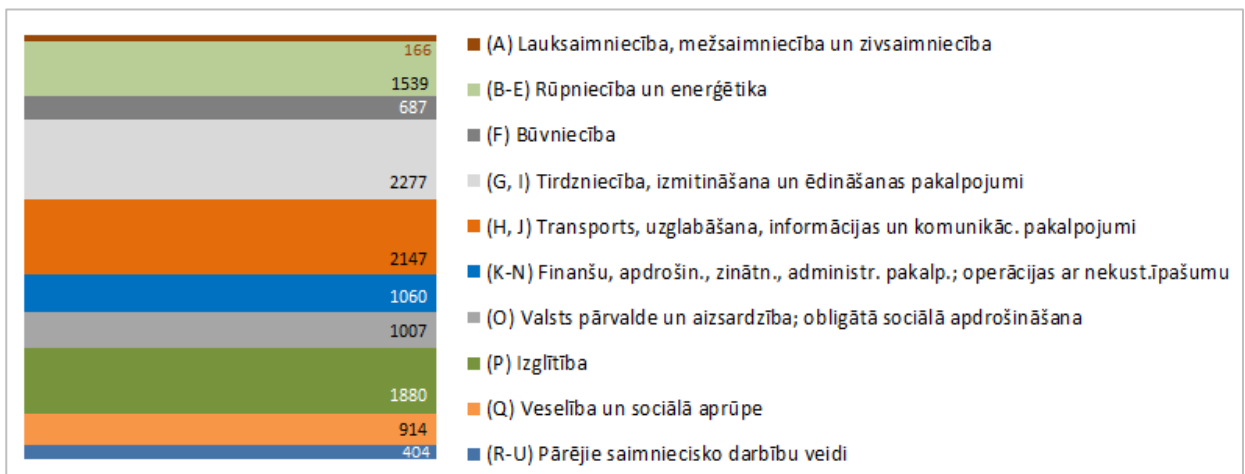 166
1539
687
2277
2147
1060
1007
1880
914
404
(A) Lauksaimniecība, mežsaimniecība un zivsaimniecība
(B-E) Rūpniecība un enerģētika
(F) Būvniecība
(G, I) Tirdzniecība, izmitināšana un ēdināšanas pakalpojumi
(H, J) Transports, uzglabāšana, informācijas un komunikāc. pakalpojumi
(K-N) Finanšu, apdrošin., zinātn., administr. pakalp.; operācijas ar nekust.īpašumu
(O) Valsts pārvalde un aizsardzība; obligātā sociālā apdrošināšana
(P) Izglītība
(Q) Veselība un sociālā aprūpe
(R-U) Pārējie saimniecisko darbību veidi